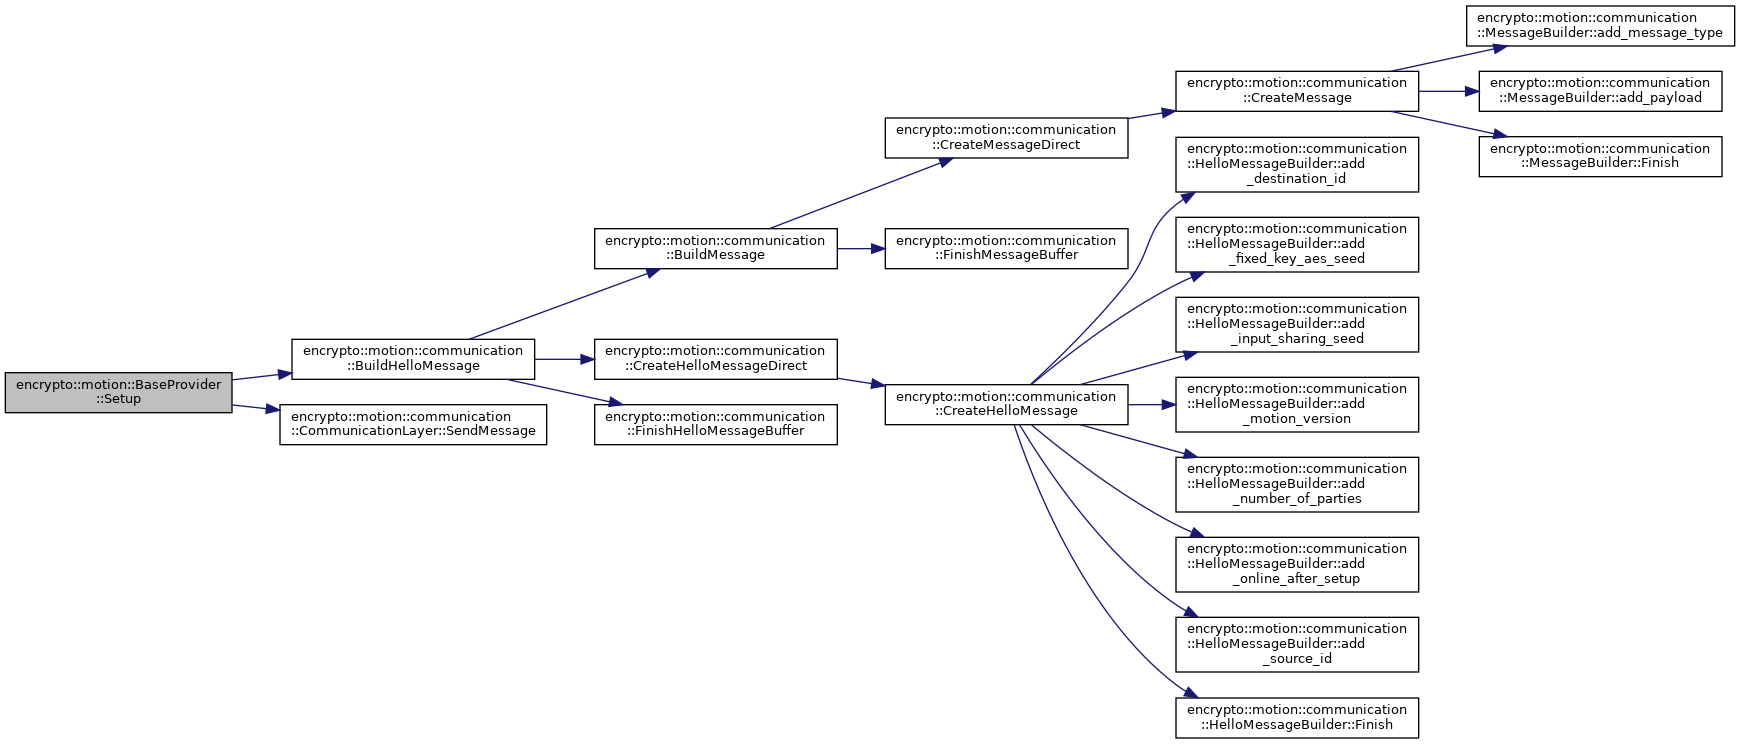 encrypto::motion::BaseProvider
::Setup
encrypto::motion::communication
::BuildHelloMessage
encrypto::motion::communication
::CommunicationLayer::SendMessage
encrypto::motion::communication
::BuildMessage
encrypto::motion::communication
::CreateHelloMessageDirect
encrypto::motion::communication
::FinishHelloMessageBuffer
encrypto::motion::communication
::CreateMessageDirect
encrypto::motion::communication
::FinishMessageBuffer
encrypto::motion::communication
::CreateHelloMessage
encrypto::motion::communication
::CreateMessage
encrypto::motion::communication
::HelloMessageBuilder::add
_destination_id
encrypto::motion::communication
::HelloMessageBuilder::add
_fixed_key_aes_seed
encrypto::motion::communication
::HelloMessageBuilder::add
_input_sharing_seed
encrypto::motion::communication
::HelloMessageBuilder::add
_motion_version
encrypto::motion::communication
::HelloMessageBuilder::add
_number_of_parties
encrypto::motion::communication
::HelloMessageBuilder::add
_online_after_setup
encrypto::motion::communication
::HelloMessageBuilder::add
_source_id
encrypto::motion::communication
::HelloMessageBuilder::Finish
encrypto::motion::communication
::MessageBuilder::add_message_type
encrypto::motion::communication
::MessageBuilder::add_payload
encrypto::motion::communication
::MessageBuilder::Finish